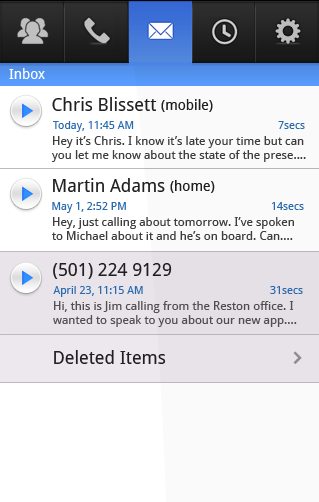 Inbox
Chris Blissett (mobile)
Today, 11:45 AM 7secs
Hey it's Chris. I know it's late your time but can
you let me know about the state of the prese....
Martin Adams (home)
May 1, 2:52 PM 14secs
Hey, just calling about tomorrow. I've spoken
to Michael about it and he's on board. Can....
(501) 224 9129
April 23, 11:15 AM 31secs
Hi, this is Jim calling from the Reston office. I
wanted to speak to you about our new app....
Deleted Items